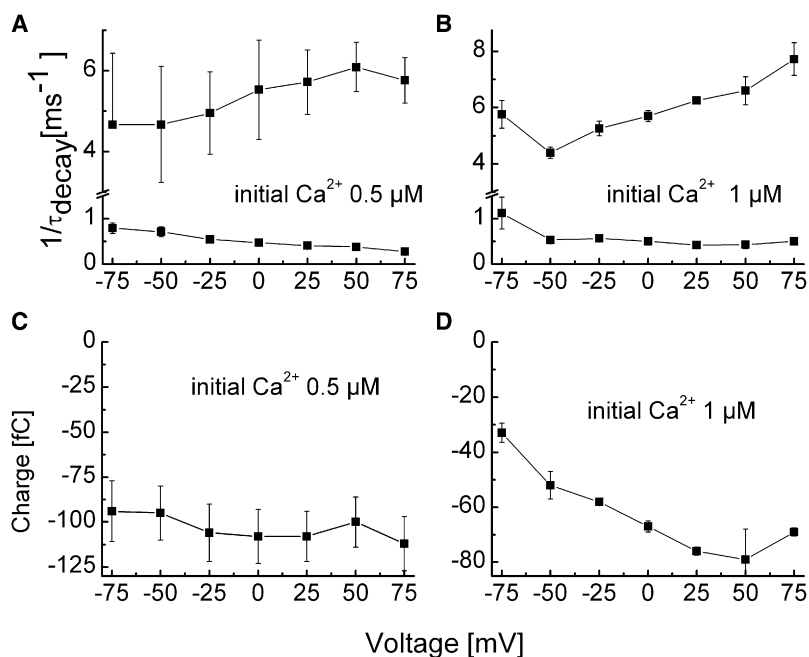 A
B
1/τdecay[ms⁻¹]
6
4
1
0
initial Ca²⁺ 0.5 µM
-75 -50 -25 0 25 50 75
8
6
4
1
0
initial Ca²⁺ 1 µM
-75 -50 -25 0 25 50 75
C
D
Charge [fC]
0
-25
-50
-75
-100
-125
initial Ca²⁺ 0.5 µM
-75 -50 -25 0 25 50 75
0
-20
-40
-60
-80
initial Ca²⁺ 1 µM
-75 -50 -25 0 25 50 75
Voltage [mV]